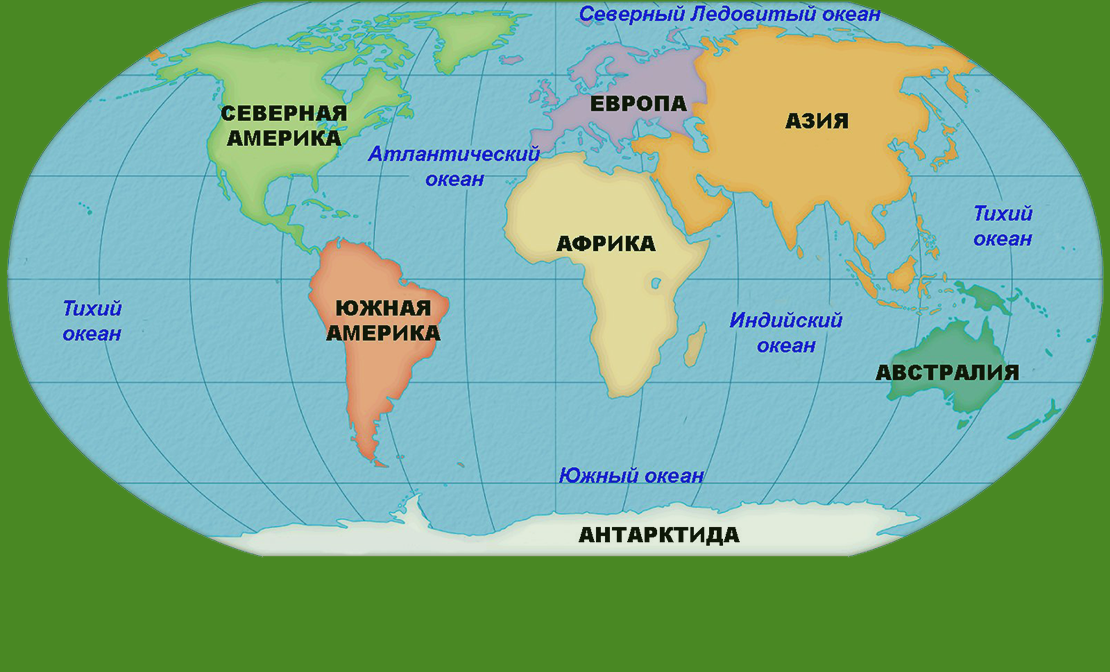 Северный Ледовитый океан
СЕВЕРНАЯ
АМЕРИКА
ЕВРОПА
АЗИЯ
Атлантический
океан
Тихий
океан
АФРИКА
Тихий
океан
ЮЖНАЯ
АМЕРИКА
Индийский
океан
АВСТРАЛИЯ
Южный океан
АНТАРКТИДА